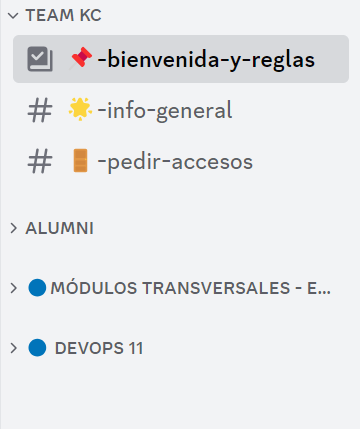 TEAM KC
📌-bienvenida-y-reglas
# 🌟-info-general
# 🚪-pedir-accesos
ALUMNI
🔵MÓDULOS TRANSVERSALES - E...
🔵 DEVOPS 11